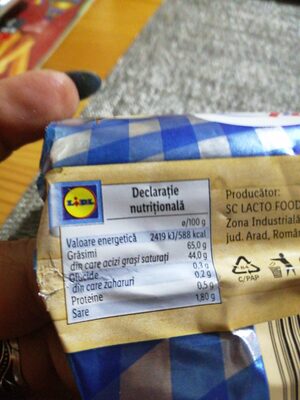 LIDL
Declarație
nutrițională
e/100 g
Valoare energetică 2419 kJ/588 kcal
Grăsimi 65,0 g
din care acizi grași saturați 44,0 g
Glucide 0,3 g
din care zaharuri 0,2 g
Proteine 0,5 g
Sare 1,80 g
Producător:
SC LACTO FOOD
Zona Industrială
jud. Arad, Român
C/PAP